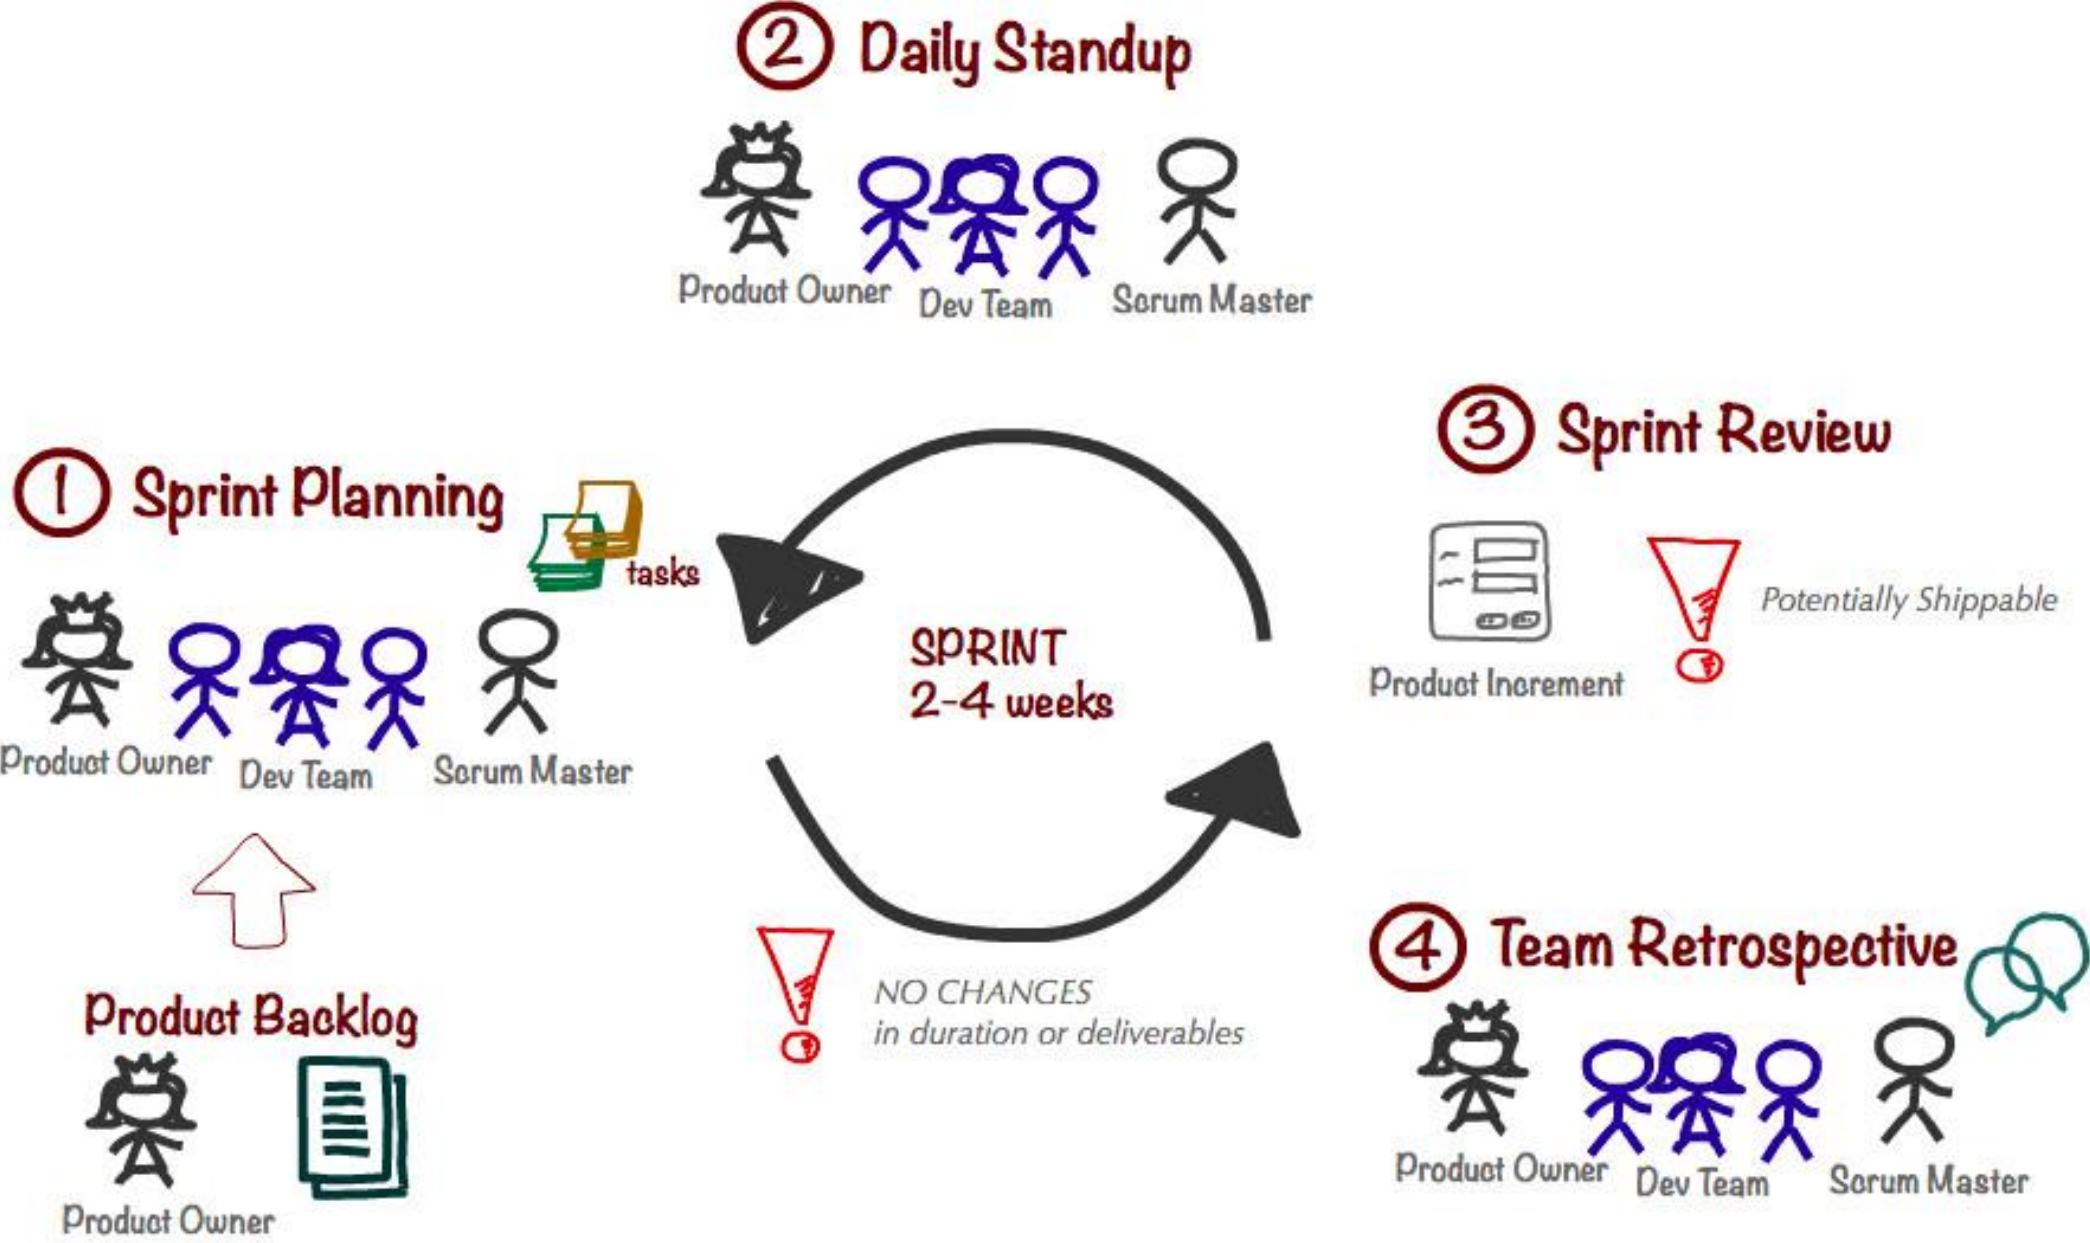 2 Daily Standup
Product Owner
Dev Team
Scrum Master
1 Sprint Planning
tasks
Product Owner
Dev Team
Scrum Master
Product Backlog
Product Owner
SPRINT
2-4 weeks
NO CHANGES
in duration or deliverables
3 Sprint Review
Product Increment
Potentially Shippable
4 Team Retrospective
Product Owner
Dev Team
Scrum Master